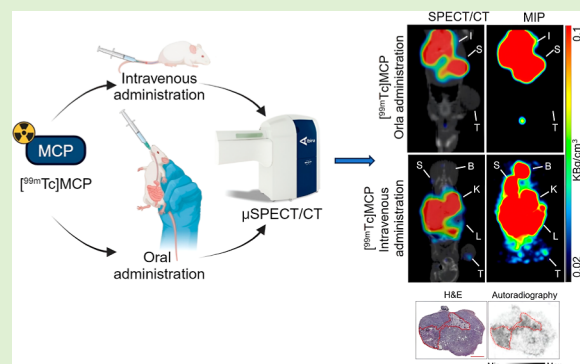 Intravenous
administration
MCP
[99mTc]MCP
Oral
administration
μSPECT/CT
SPECT/CT MIP
[99mTc]MCP
Orla administration
I
S
T
I
S
T
[99mTc]MCP
Intravenous
administration
S
B
K
L
T
S
B
K
L
T
0.1
KBq/cm3
0.02
H&E Autoradiography